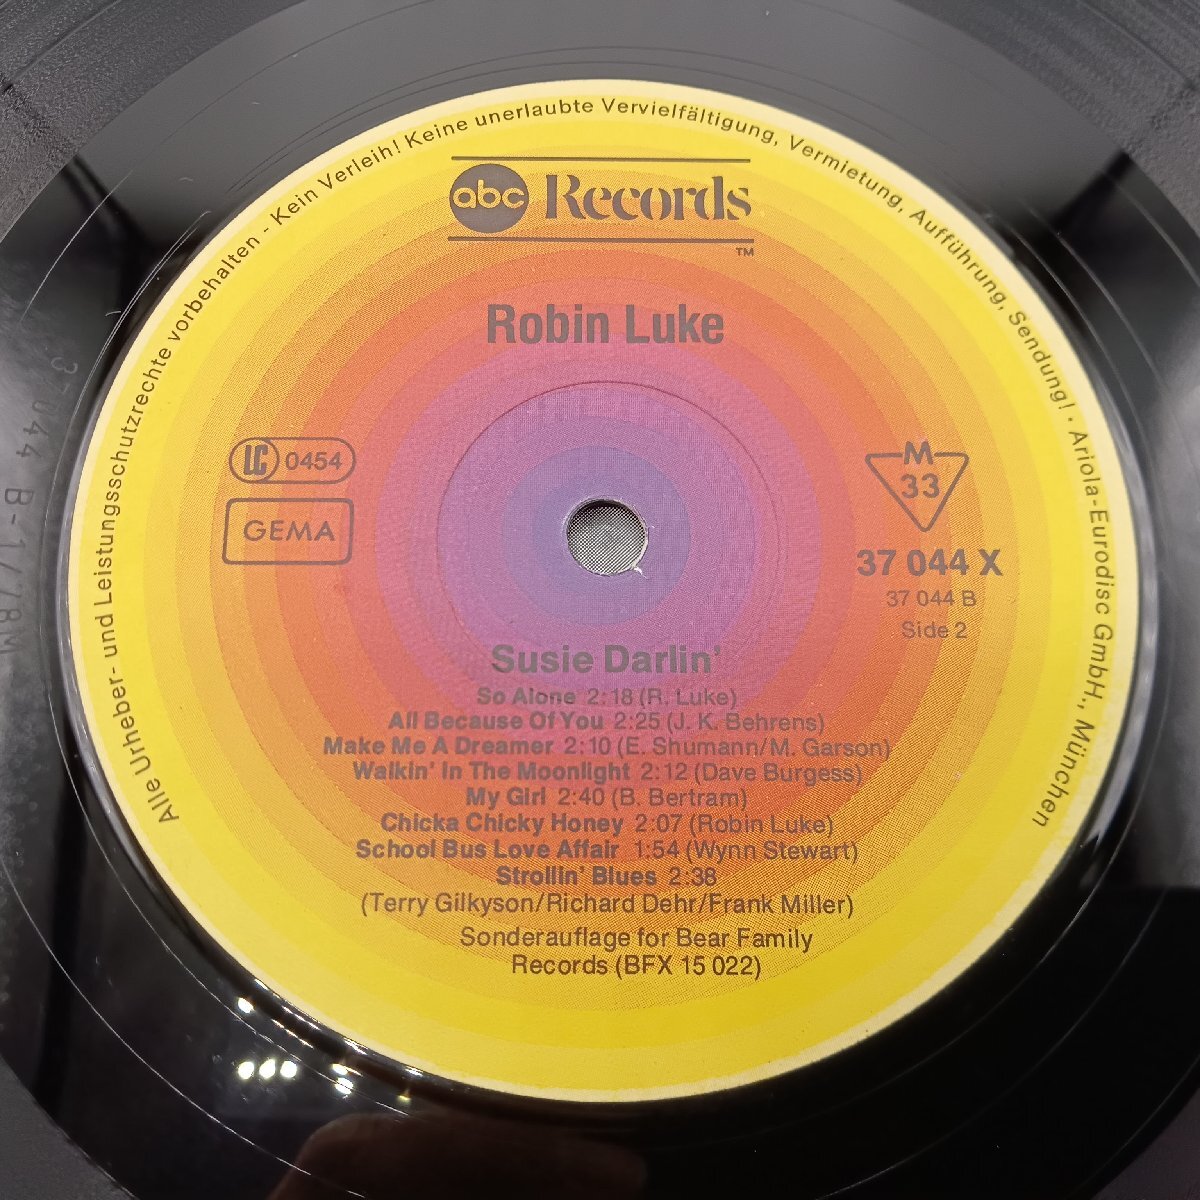 Alle Urheber- und Leistungsschutzrechte vorbehalten - Kein Verleih! Keine unerlaubte Vervielfältigung, Vermietung, Aufführung, Sendung! · Ariola-Eurodisc GmbH., München
abc Records
TM
Robin Luke
LC 0454
GEMA
M
33
37 044 X
37 044 B
Side 2
Susie Darlin'
So Alone 2:18 (R. Luke)
All Because Of You 2:25 (J. K. Behrens)
Make Me A Dreamer 2:10 (E. Shumann/M. Garson)
Walkin' In The Moonlight 2:12 (Dave Burgess)
My Girl 2:40 (B. Bertram)
Chicka Chicky Honey 2:07 (Robin Luke)
School Bus Love Affair 1:54 (Wynn Stewart)
Strollin' Blues 2:38
(Terry Gilkyson/Richard Dehr/Frank Miller)
Sonderauflage for Bear Family
Records (BFX 15 022)
37044 B-1/78M